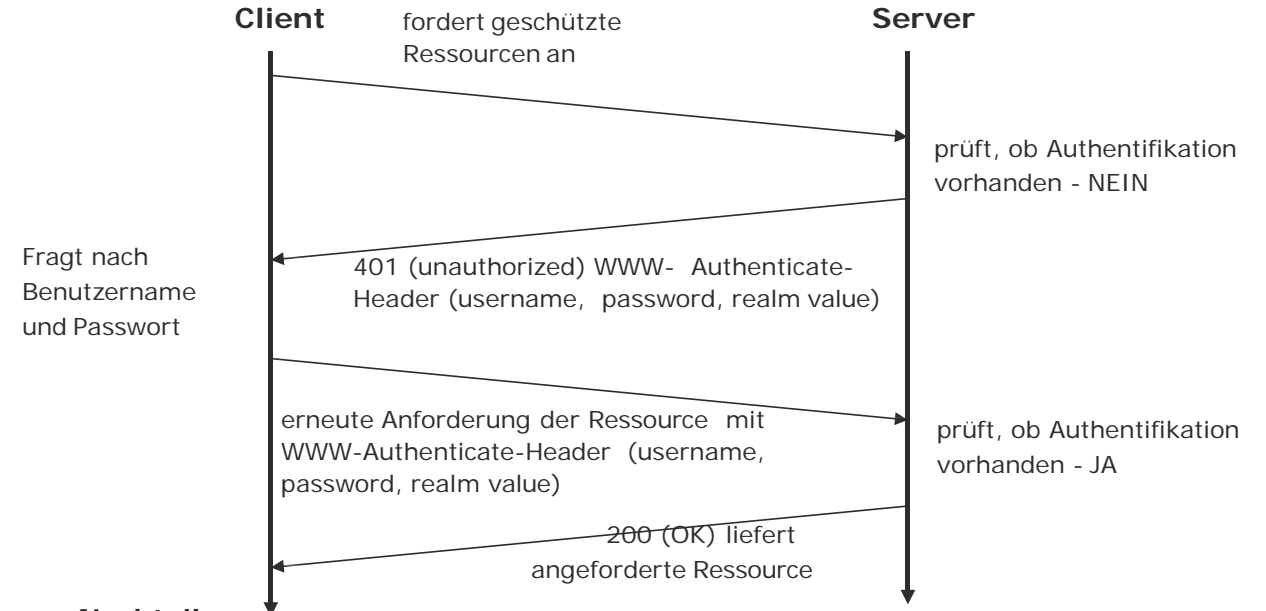 Client
fordert geschützte
Ressourcen an
Server
prüft, ob Authentifikation
vorhanden - NEIN
401 (unauthorized) WWW- Authenticate-
Header (username, password, realm value)
Fragt nach
Benutzername
und Passwort
erneute Anforderung der Ressource mit
WWW-Authenticate-Header (username,
password, realm value)
prüft, ob Authentifikation
vorhanden - JA
200 (OK) liefert
angeforderte Ressource